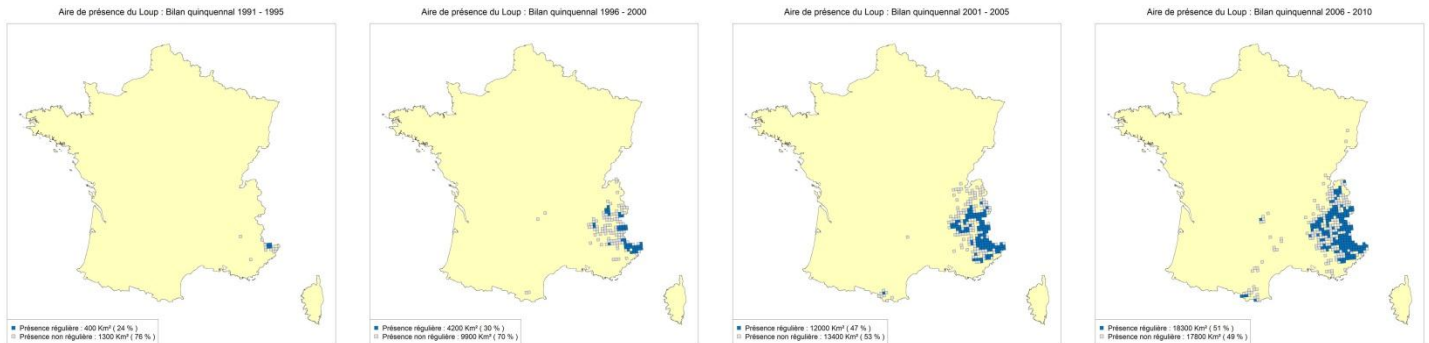 Aire de présence du Loup : Bilan quinquennal 1991 - 1995
Présence régulière : 400 Km² ( 24 % )
Présence non régulière : 1300 Km² ( 76 % )
Aire de présence du Loup : Bilan quinquennal 1996 - 2000
Présence régulière : 4200 Km² ( 30 % )
Présence non régulière : 9900 Km² ( 70 % )
Aire de présence du Loup : Bilan quinquennal 2001 - 2005
Présence régulière : 12000 Km² ( 47 % )
Présence non régulière : 13400 Km² ( 53 % )
Aire de présence du Loup : Bilan quinquennal 2006 - 2010
Présence régulière : 18300 Km² ( 51 % )
Présence non régulière : 17800 Km² ( 49 % )